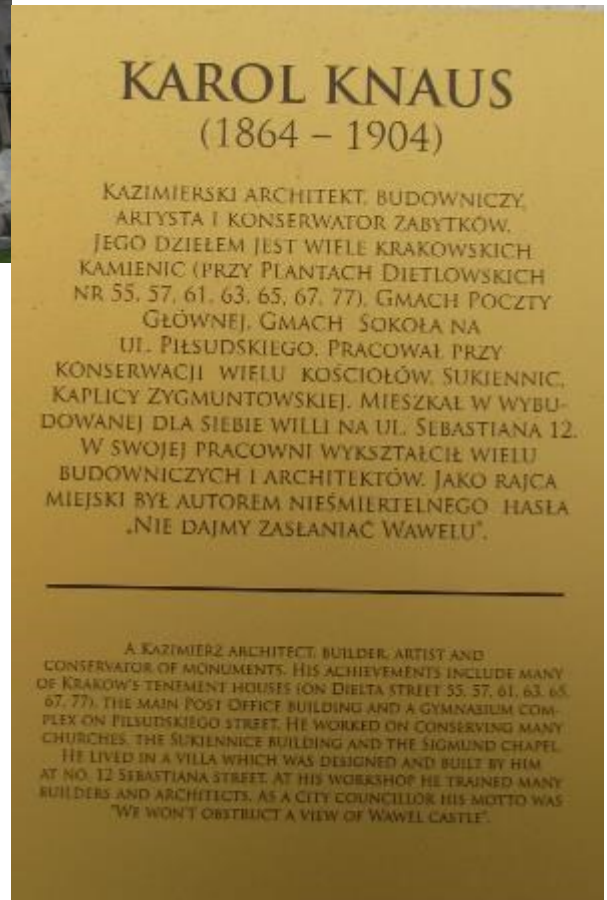 KAROL KNAUS
(1864 – 1904)
KAZIMIERSKI ARCHITEKT, BUDOWNICZY,
ARTYSTA I KONSERWATOR ZABYTKÓW.
JEGO DZIEŁEM JEST WIELE KRAKOWSKICH
KAMIENIC (PRZY PLANTACH DIETLOWSKICH
NR 55, 57, 61, 63, 65, 67, 77), GMACH POCZTY
GŁÓWNEJ, GMACH SOKOŁA NA
UL. PIŁSUDSKIEGO. PRACOWAŁ PRZY
KONSERWACJI WIELU KOŚCIOŁÓW, SUKIENNIC,
KAPLICY ZYGMUNTOWSKIEJ. MIESZKAŁ W WYBU-
DOWANEJ DLA SIEBIE WILLI NA UL. SEBASTIANA 12.
W SWOJEJ PRACOWNI WYKSZTAŁCIŁ WIELU
BUDOWNICZYCH I ARCHITEKTÓW. JAKO RAJCA
MIEJSKI BYŁ AUTOREM NIEŚMIERTELNEGO HASŁA
„NIE DAJMY ZASŁANIAĆ WAWELU".
A KAZIMIERZ ARCHITECT, BUILDER, ARTIST AND
CONSERVATOR OF MONUMENTS. HIS ACHIEVEMENTS INCLUDE MANY
OF KRAKOW'S TENEMENT HOUSES (ON DIELTA STREET 55, 57, 61, 63, 65,
67, 77), THE MAIN POST OFFICE BUILDING AND A GYMNASIUM COM-
PLEX ON PILSUDSKIEGO STREET. HE WORKED ON CONSERVING MANY
CHURCHES, THE SUKIENNICE BUILDING AND THE SIGMUND CHAPEL.
HE LIVED IN A VILLA WHICH WAS DESIGNED AND BUILT BY HIM
AT NO. 12 SEBASTIANA STREET. AT HIS WORKSHOP HE TRAINED MANY
BUILDERS AND ARCHITECTS. AS A CITY COUNCILLOR HIS MOTTO WAS
"WE WON'T OBSTRUCT A VIEW OF WAWEL CASTLE".